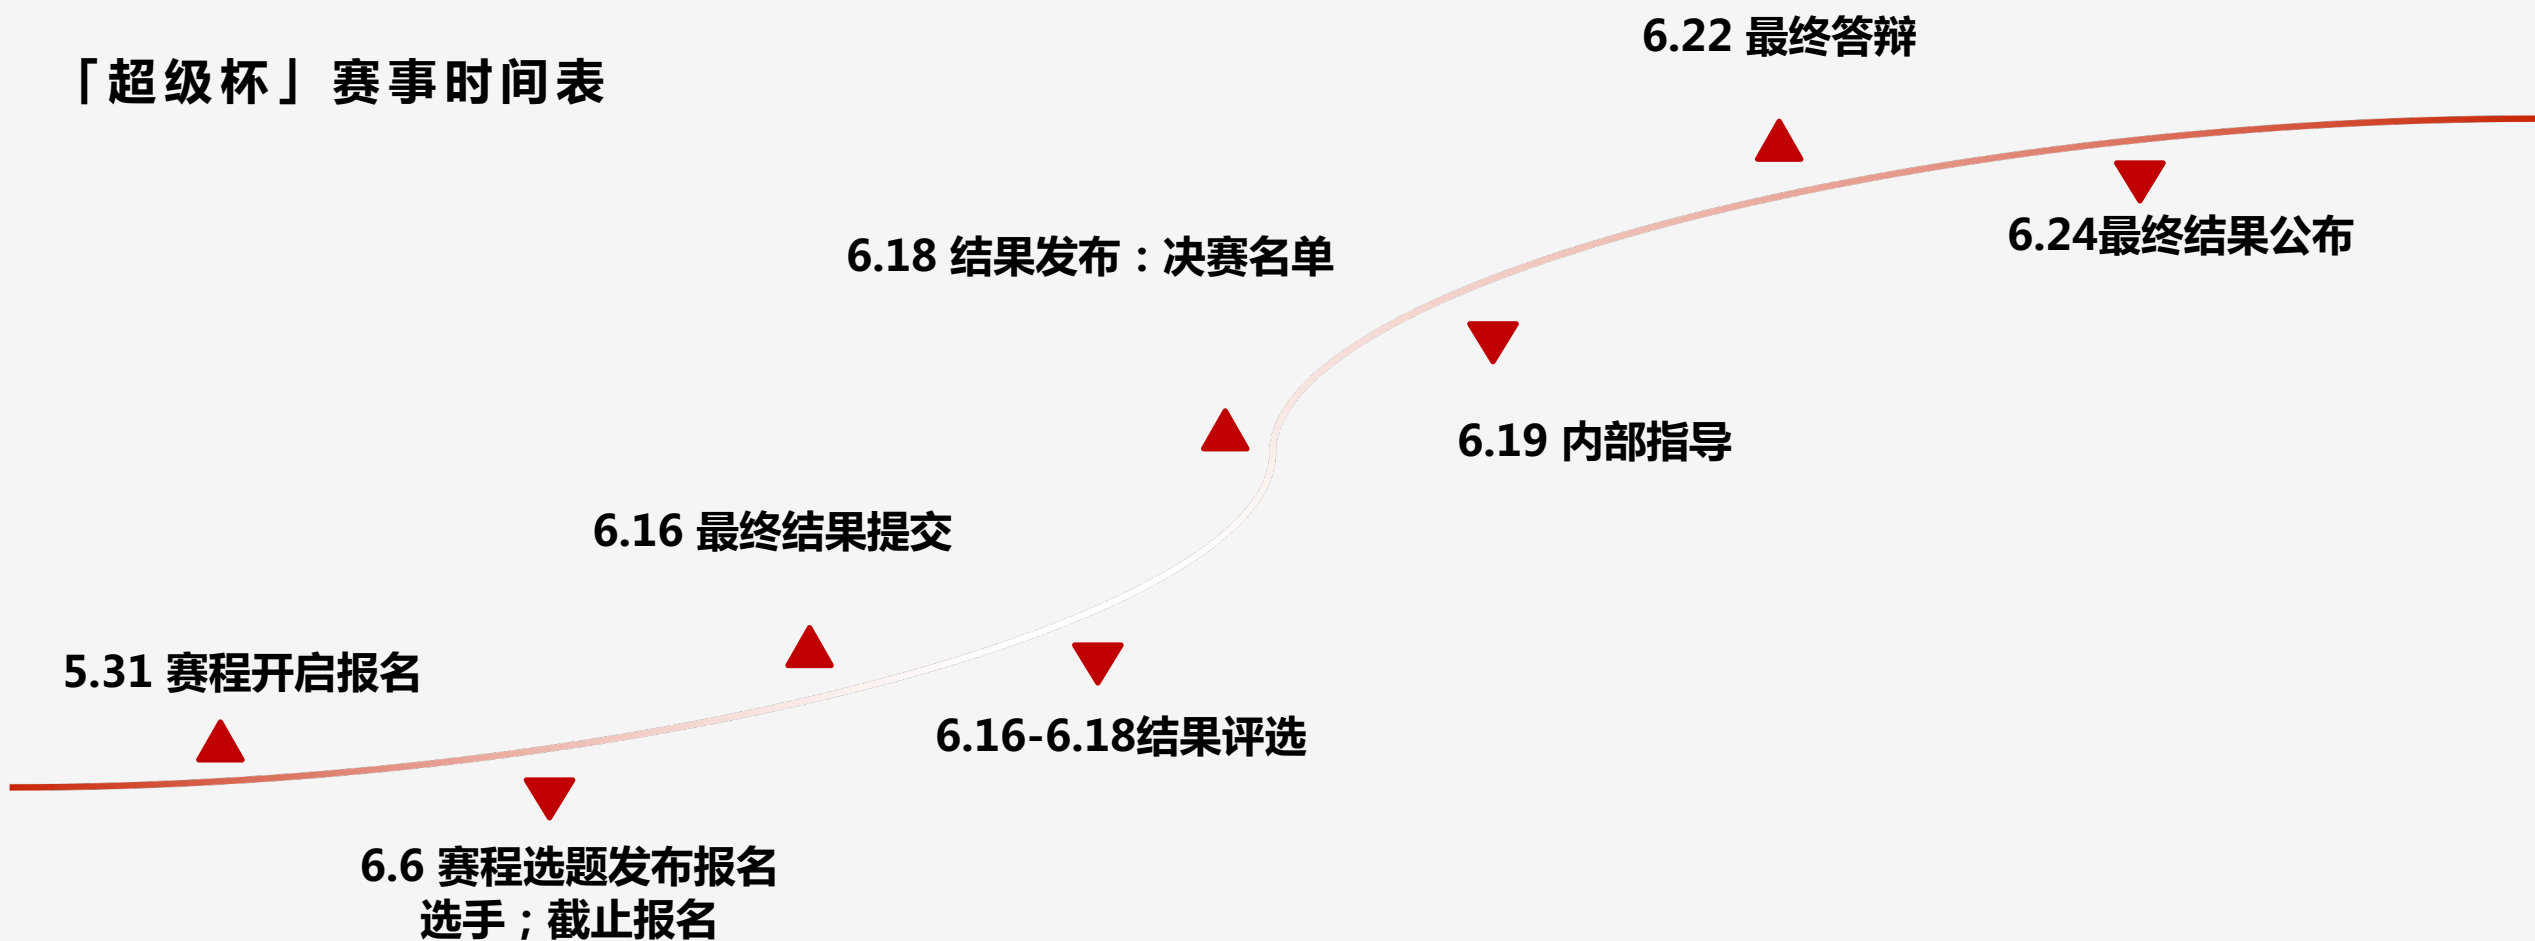 「超级杯」赛事时间表
5.31 赛程开启报名
6.6 赛程选题发布报名
选手；截止报名
6.16 最终结果提交
6.16-6.18结果评选
6.18 结果发布：决赛名单
6.19 内部指导
6.22 最终答辩
6.24最终结果公布